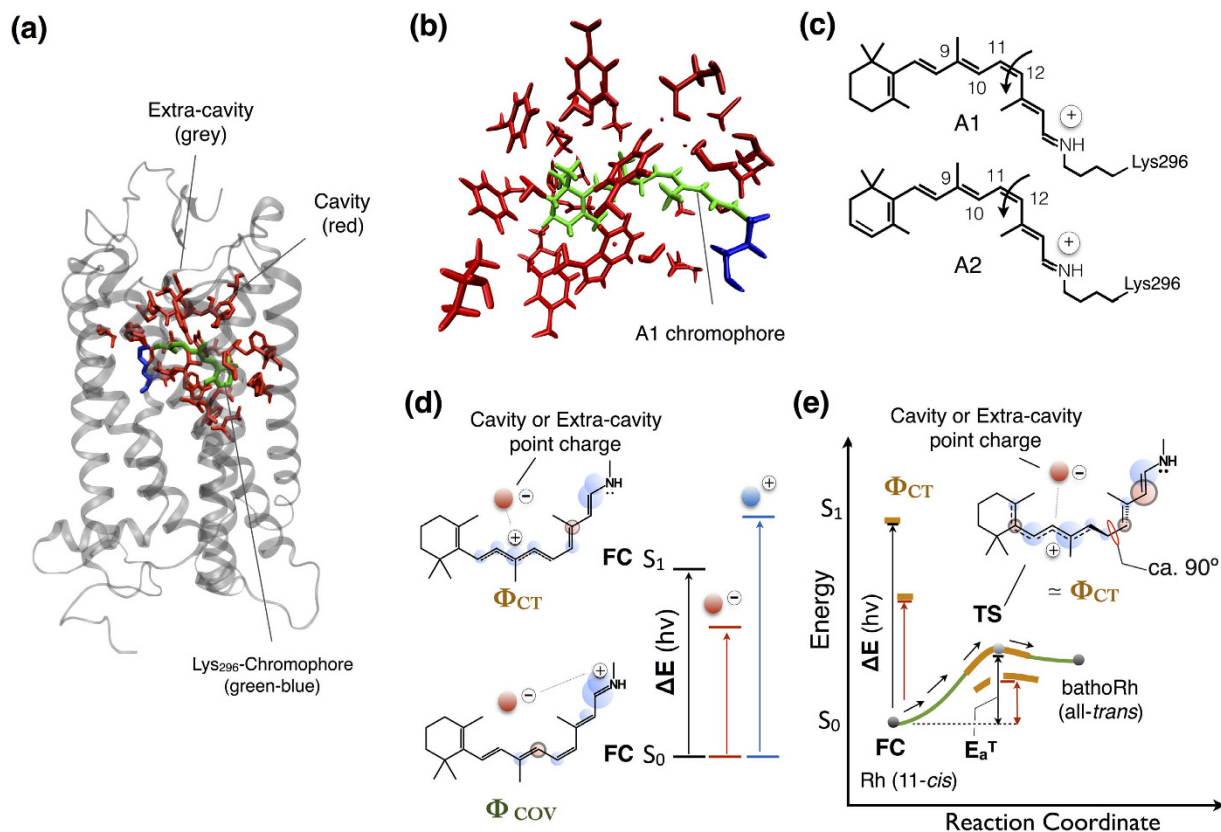 (a)
Extra-cavity
(grey)
Cavity
(red)
Lys296-Chromophore
(green-blue)
(b)
A1 chromophore
(c)
9
10
11
12
A1
+
NH
Lys296
9
10
11
12
A2
+
NH
Lys296
(d)
Cavity or Extra-cavity
point charge
−
+
NH
ΦCT
FC S1
−
+
ΔE (hv)
−
+
NH
ΦCOV
FC S0
(e)
Cavity or Extra-cavity
point charge
−
+
NH
ca. 90º
≃ ΦCT
ΦCT
S1
Energy
ΔE (hv)
TS
S0
FC
Rh (11-cis)
EaT
bathoRh
(all-trans)
Reaction Coordinate